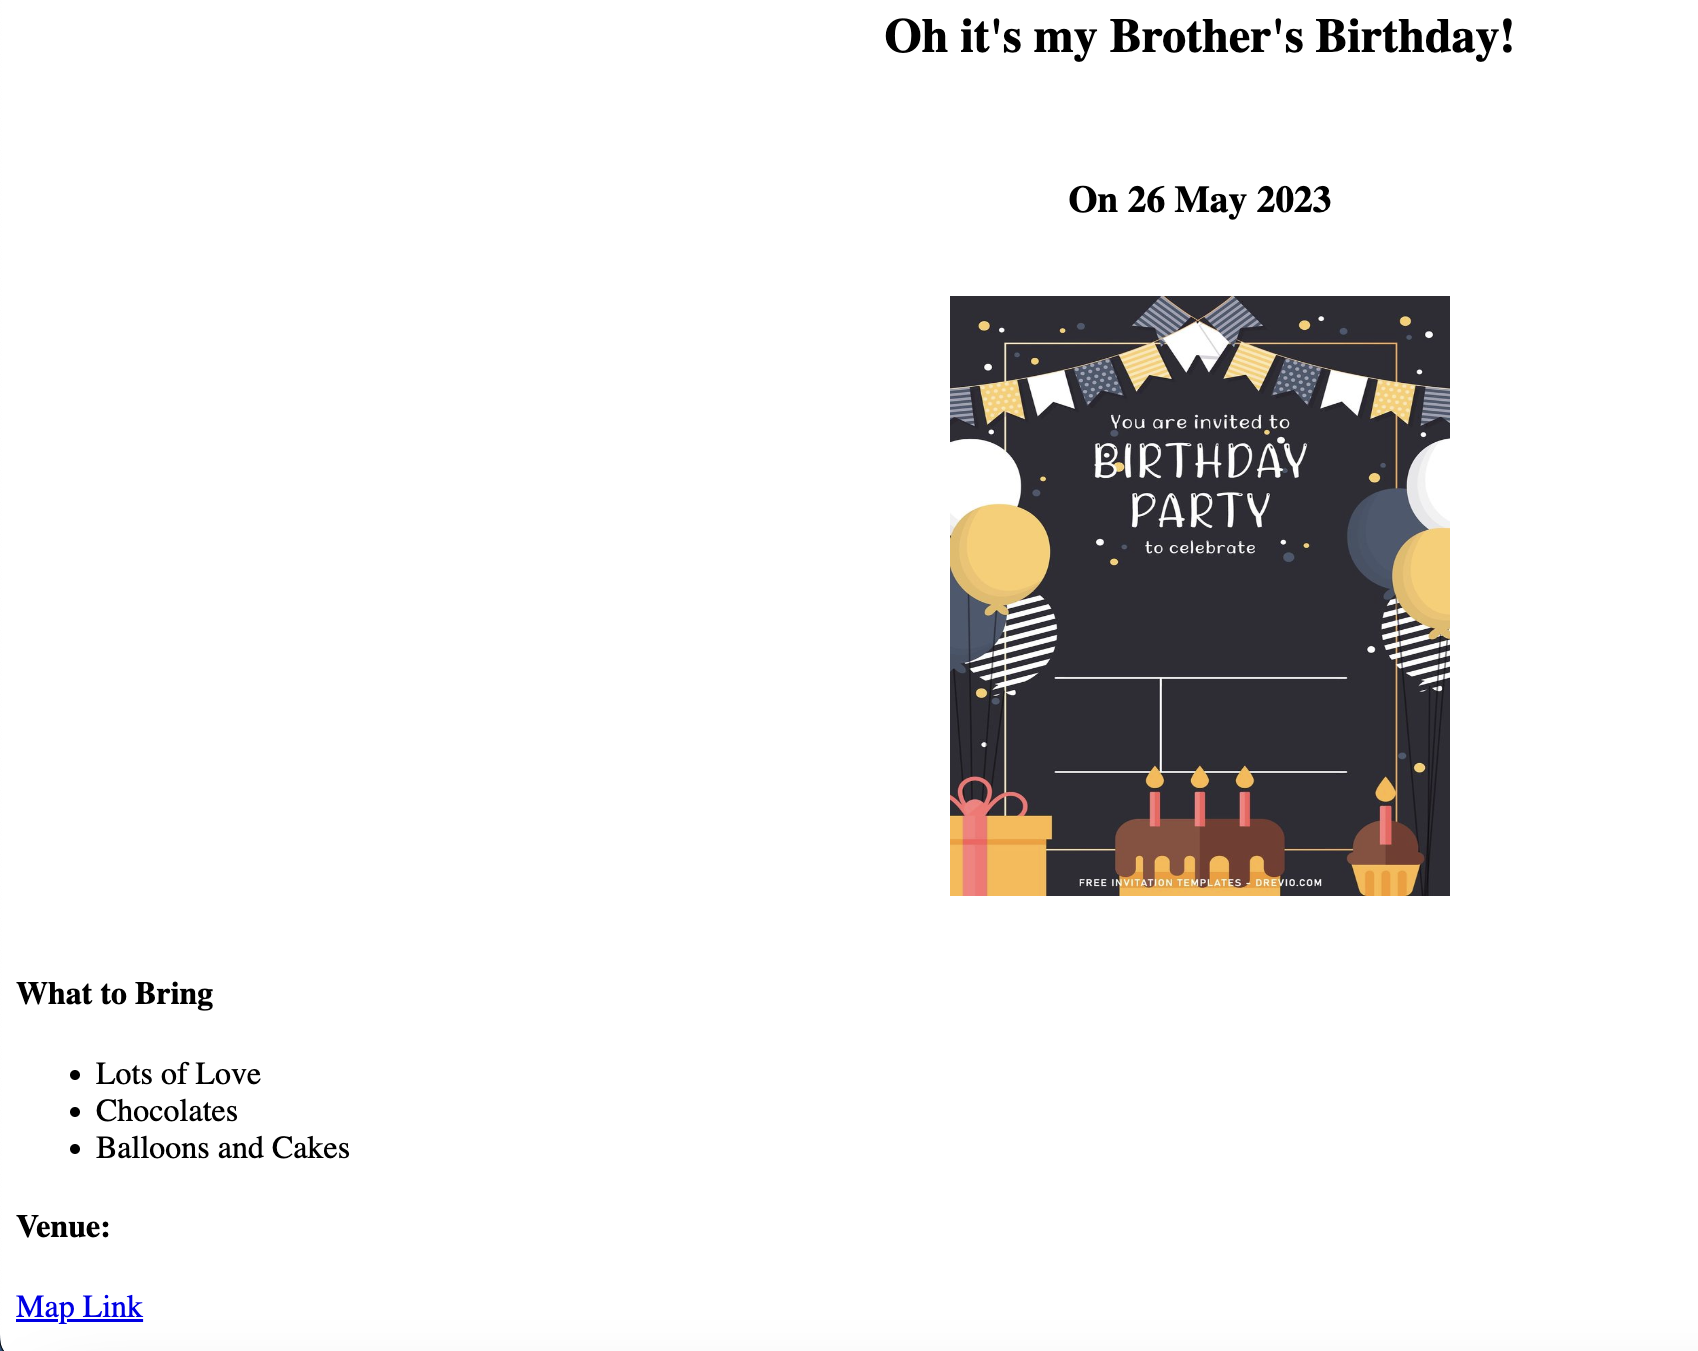 Oh it's my Brother's Birthday!
On 26 May 2023
You are invited to
BIRTHDAY
PARTY
to celebrate
FREE INVITATION TEMPLATES - DREVIO.COM
What to Bring
Lots of Love
Chocolates
Balloons and Cakes
Venue:
Map Link